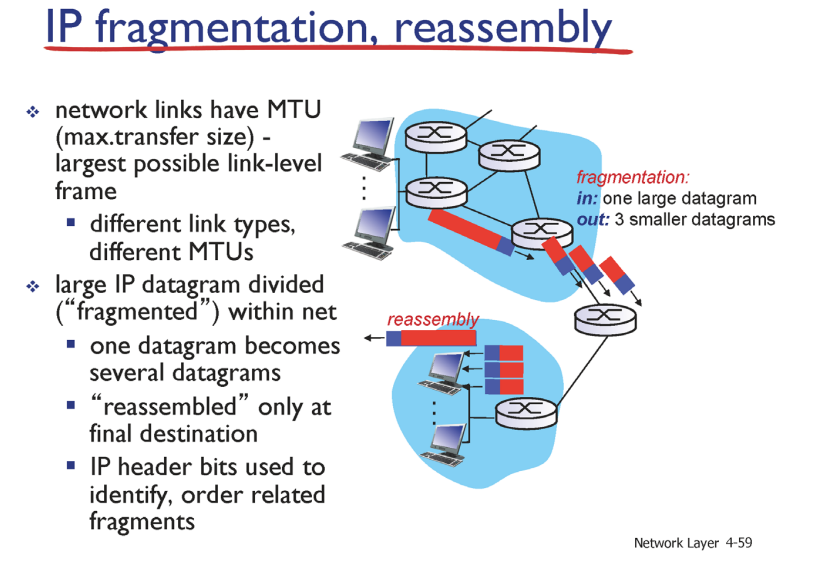 IP fragmentation, reassembly
❖ network links have MTU
(max.transfer size) -
largest possible link-level
frame
▪ different link types,
different MTUs
❖ large IP datagram divided
(“fragmented”) within net
▪ one datagram becomes
several datagrams
▪ “reassembled” only at
final destination
▪ IP header bits used to
identify, order related
fragments
fragmentation:
in: one large datagram
out: 3 smaller datagrams
reassembly
Network Layer 4-59